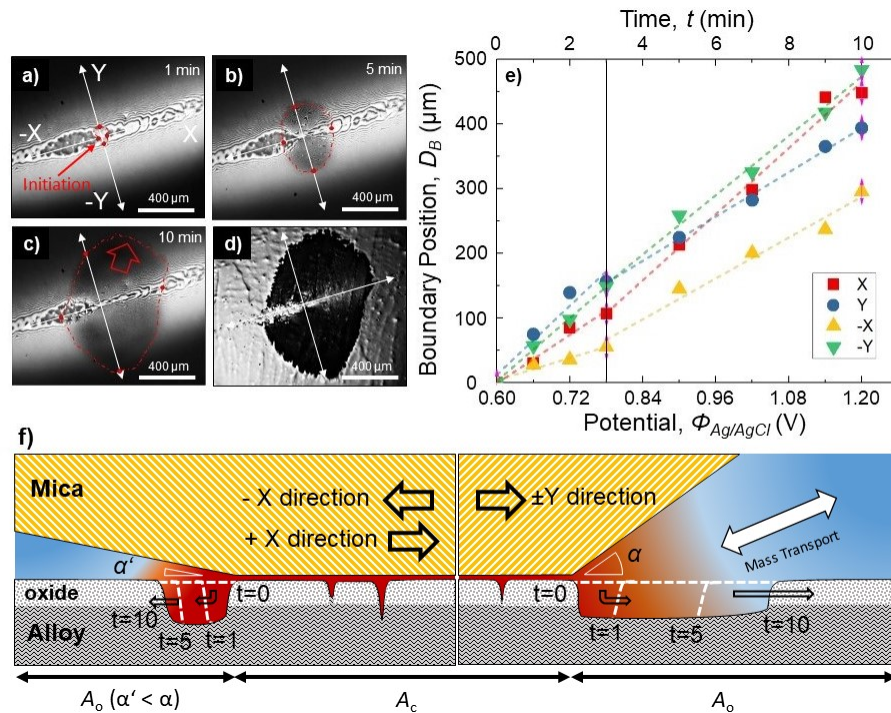 a)
Y
1 min
-X
X
Initiation
-Y
400 µm
b)
5 min
400 µm
c)
10 min
400 µm
d)
400 µm
Time, t (min)
0 2 4 6 8 10
e)
Boundary Position, D_B (µm)
500
400
300
200
100
0
X
Y
-X
-Y
0.60 0.72 0.84 0.96 1.08 1.20
Potential, Φ_Ag/AgCl (V)
f)
Mica
- X direction
+ X direction
±Y direction
α‘
α
Mass Transport
oxide
t=0
t=0
Alloy
t=10
t=5
t=1
t=1
t=5
t=10
A_o (α‘ < α)
A_c
A_o